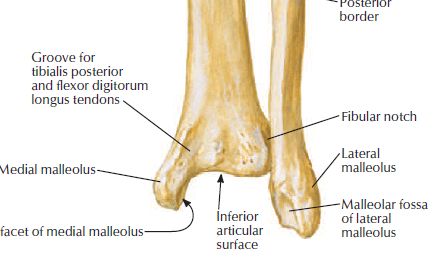 Posterior
border
Groove for
tibialis posterior
and flexor digitorum
longus tendons
Fibular notch
Medial malleolus
Lateral
malleolus
facet of medial malleolus
Inferior
articular
surface
Malleolar fossa
of lateral
malleolus